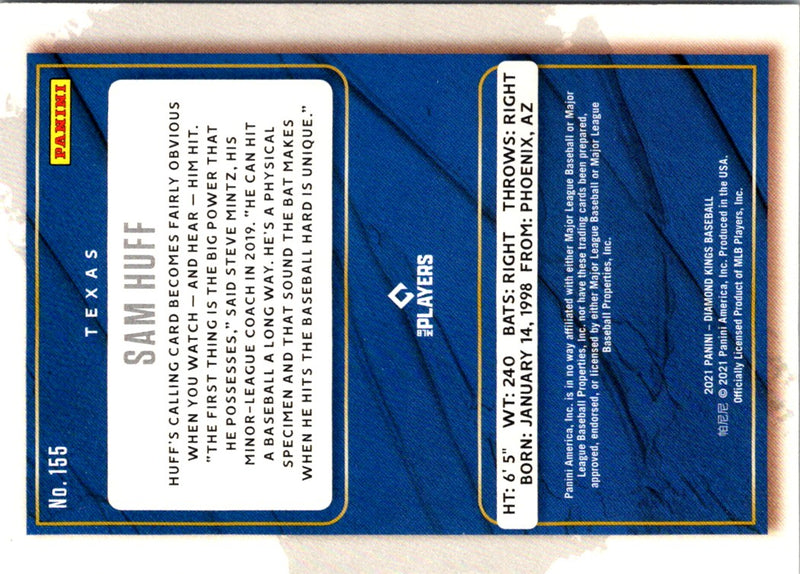 No. 155
PANINI
TEXAS
SAM HUFF
HUFF'S CALLING CARD BECOMES FAIRLY OBVIOUS
WHEN YOU WATCH — AND HEAR — HIM HIT.
"THE FIRST THING IS THE BIG POWER THAT
HE POSSESSES," SAID STEVE MINTZ, HIS
MINOR-LEAGUE COACH IN 2019. "HE CAN HIT
A BASEBALL A LONG WAY. HE'S A PHYSICAL
SPECIMEN AND THAT SOUND THE BAT MAKES
WHEN HE HITS THE BASEBALL HARD IS UNIQUE."
MLB PLAYERS
HT: 6' 5" WT: 240 BATS: RIGHT THROWS: RIGHT
BORN: JANUARY 14, 1998 FROM: PHOENIX, AZ
Panini America, Inc. is in no way affiliated with either Major League Baseball or Major
League Baseball Properties, Inc. nor have these trading cards been prepared,
approved, endorsed, or licensed by either Major League Baseball or Major League
Baseball Properties, Inc.
2021 PANINI – DIAMOND KINGS BASEBALL
帕尼尼 © 2021 Panini America, Inc. Produced in the USA.
Officially Licensed Product of MLB Players, Inc.